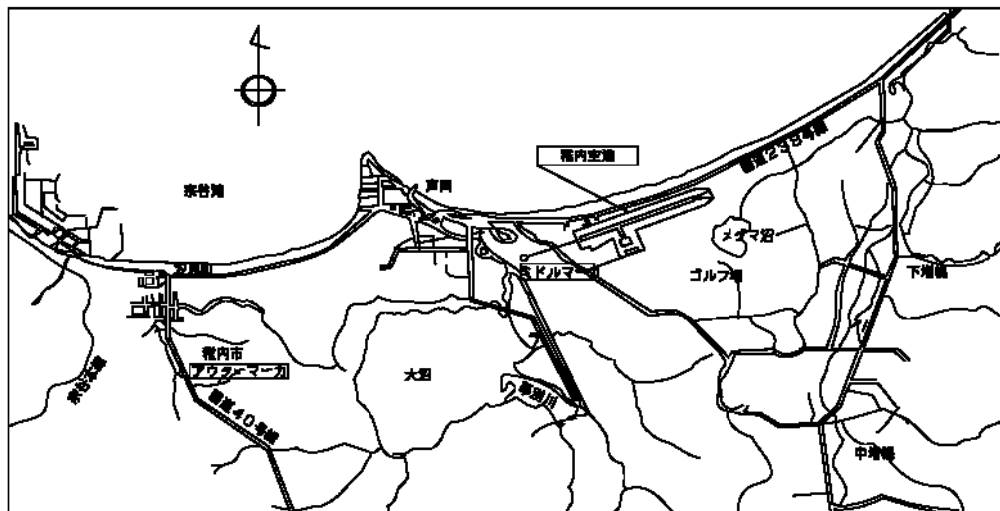 稚内空港
国道238号線
宗谷湾
声問
メグマ沼
ミドルマーカ
ゴルフ場
下増幌
稚内市
アウターマーカ
大沼
宗谷本線
国道40号線
幕別川
中増幌